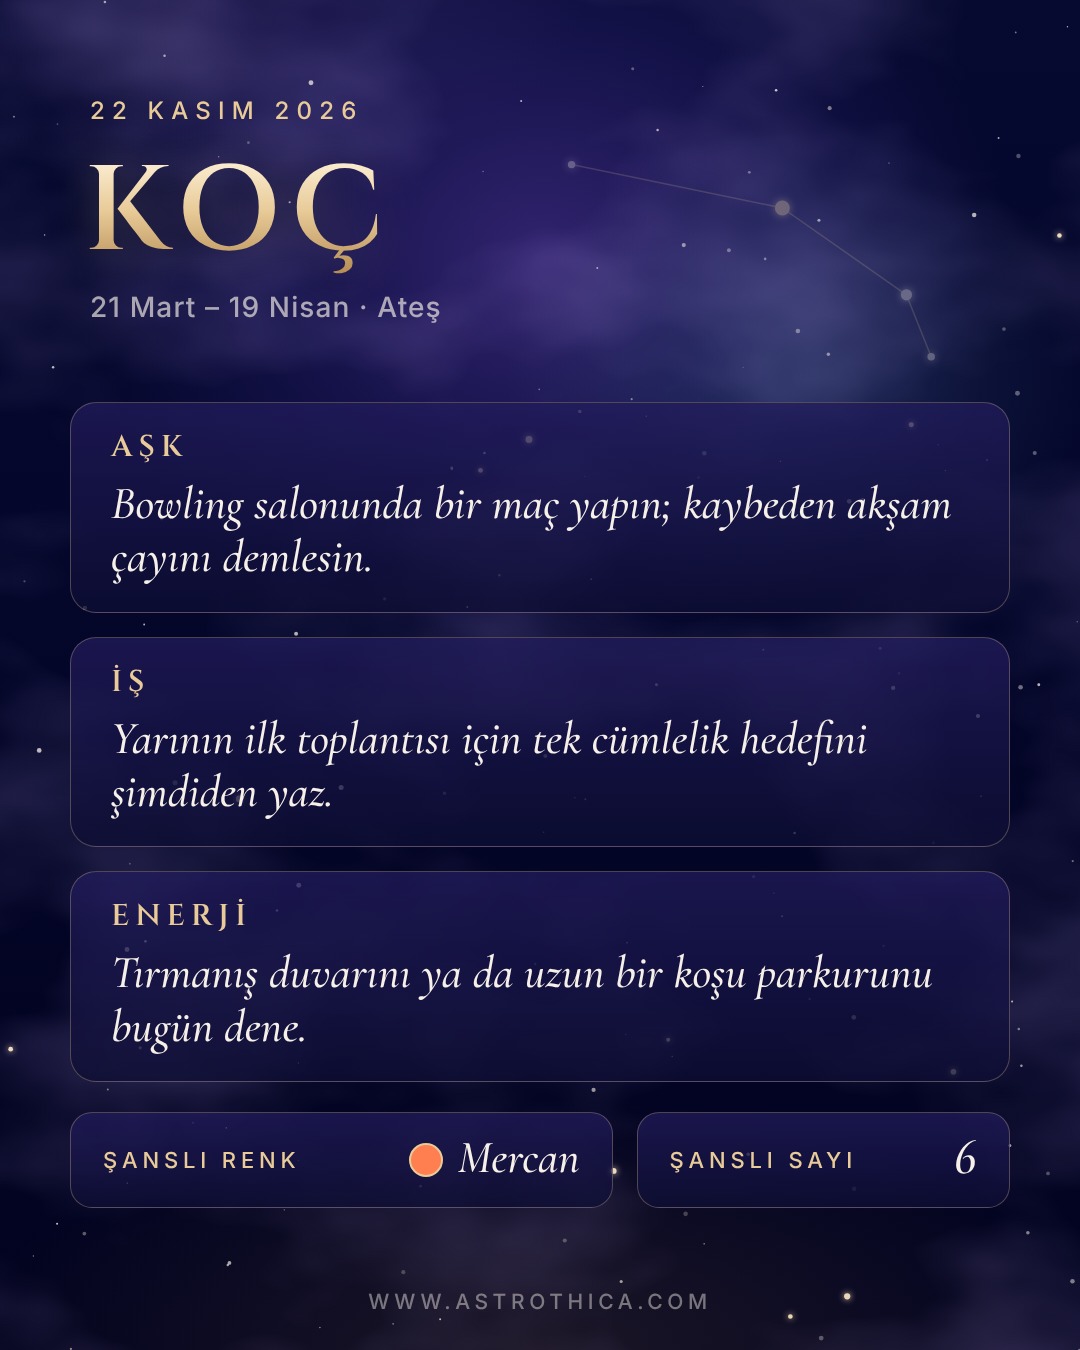 22 KASIM 2026
KOÇ
21 Mart – 19 Nisan · Ateş
AŞK
Bowling salonunda bir maç yapın; kaybeden akşam
çayını demlesin.
İŞ
Yarının ilk toplantısı için tek cümlelik hedefini
şimdiden yaz.
ENERJİ
Tırmanış duvarını ya da uzun bir koşu parkurunu
bugün dene.
ŞANSLI RENK Mercan
ŞANSLI SAYI 6
WWW.ASTROTHICA.COM